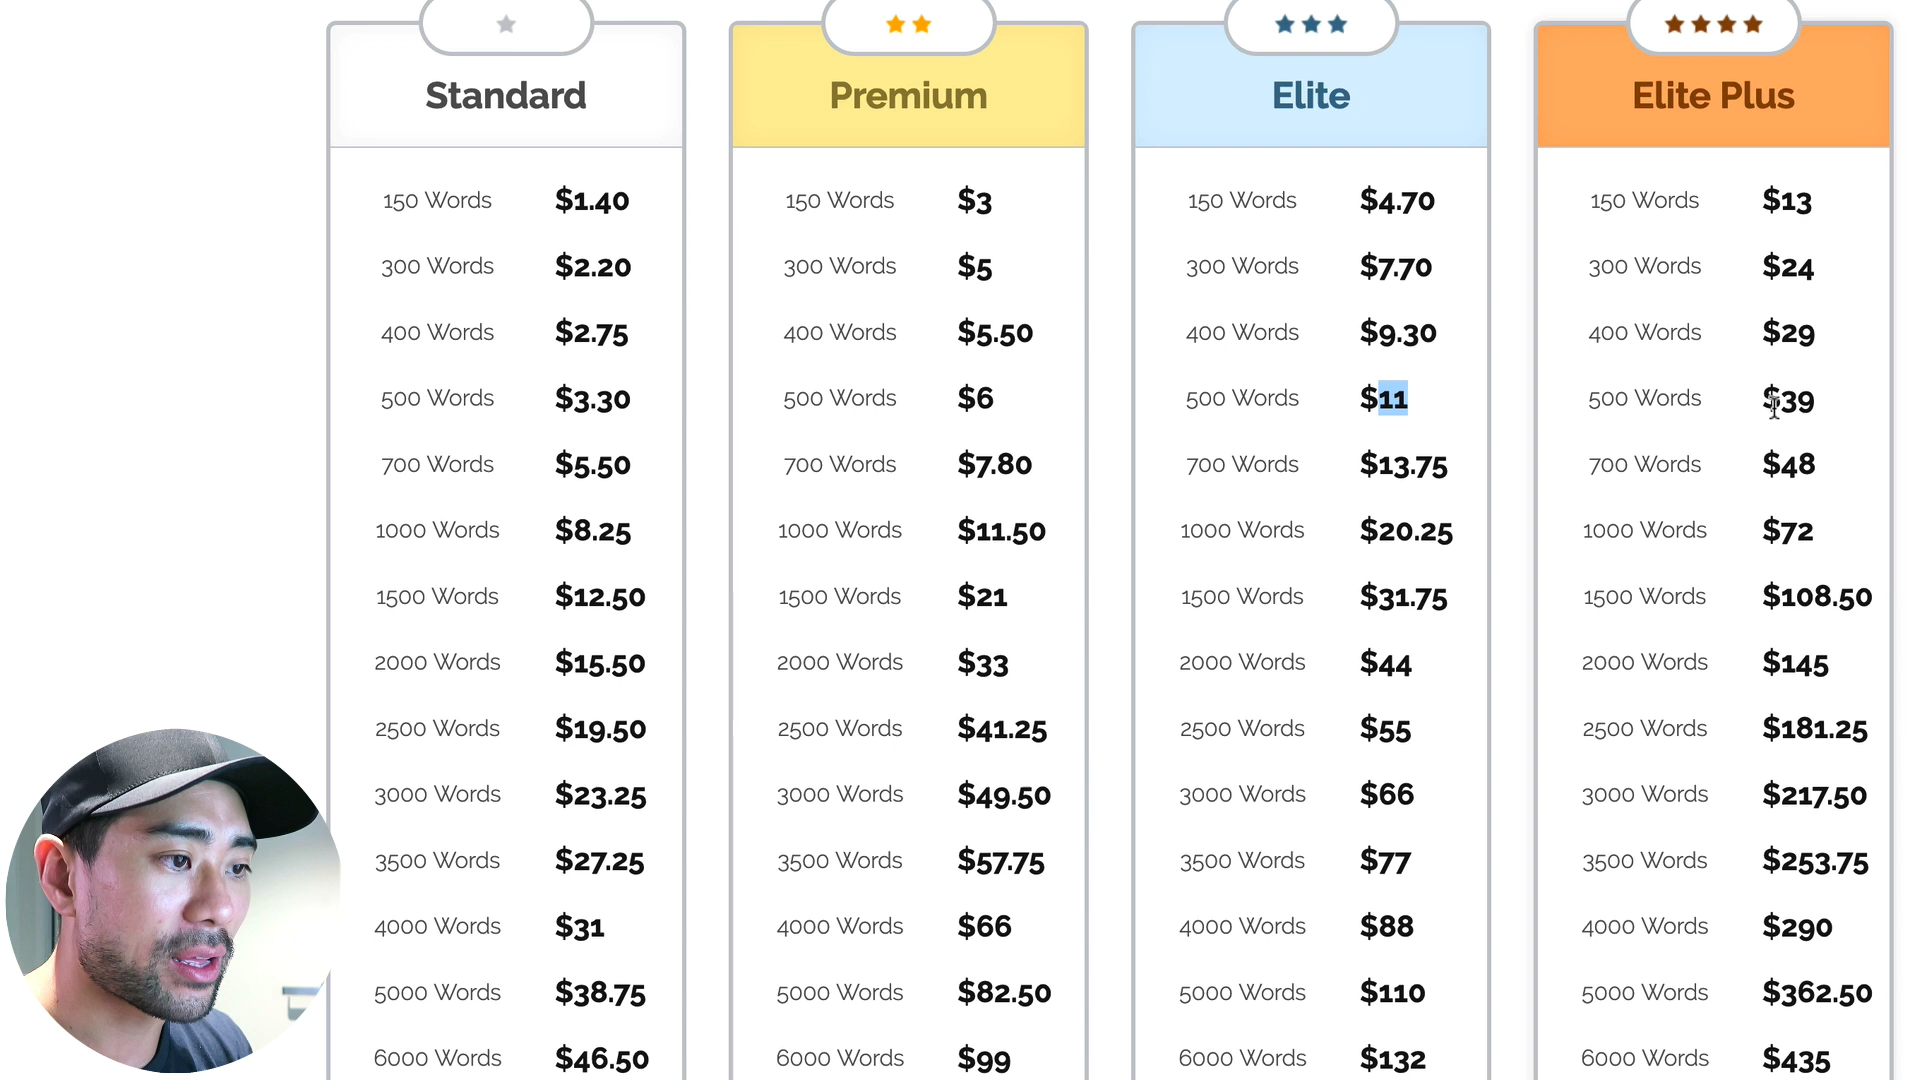 Standard
150 Words $1.40
300 Words $2.20
400 Words $2.75
500 Words $3.30
700 Words $5.50
1000 Words $8.25
1500 Words $12.50
2000 Words $15.50
2500 Words $19.50
3000 Words $23.25
3500 Words $27.25
4000 Words $31
5000 Words $38.75
6000 Words $46.50
Premium
150 Words $3
300 Words $5
400 Words $5.50
500 Words $6
700 Words $7.80
1000 Words $11.50
1500 Words $21
2000 Words $33
2500 Words $41.25
3000 Words $49.50
3500 Words $57.75
4000 Words $66
5000 Words $82.50
6000 Words $99
Elite
150 Words $4.70
300 Words $7.70
400 Words $9.30
500 Words $11
700 Words $13.75
1000 Words $20.25
1500 Words $31.75
2000 Words $44
2500 Words $55
3000 Words $66
3500 Words $77
4000 Words $88
5000 Words $110
6000 Words $132
Elite Plus
150 Words $13
300 Words $24
400 Words $29
500 Words $39
700 Words $48
1000 Words $72
1500 Words $108.50
2000 Words $145
2500 Words $181.25
3000 Words $217.50
3500 Words $253.75
4000 Words $290
5000 Words $362.50
6000 Words $435